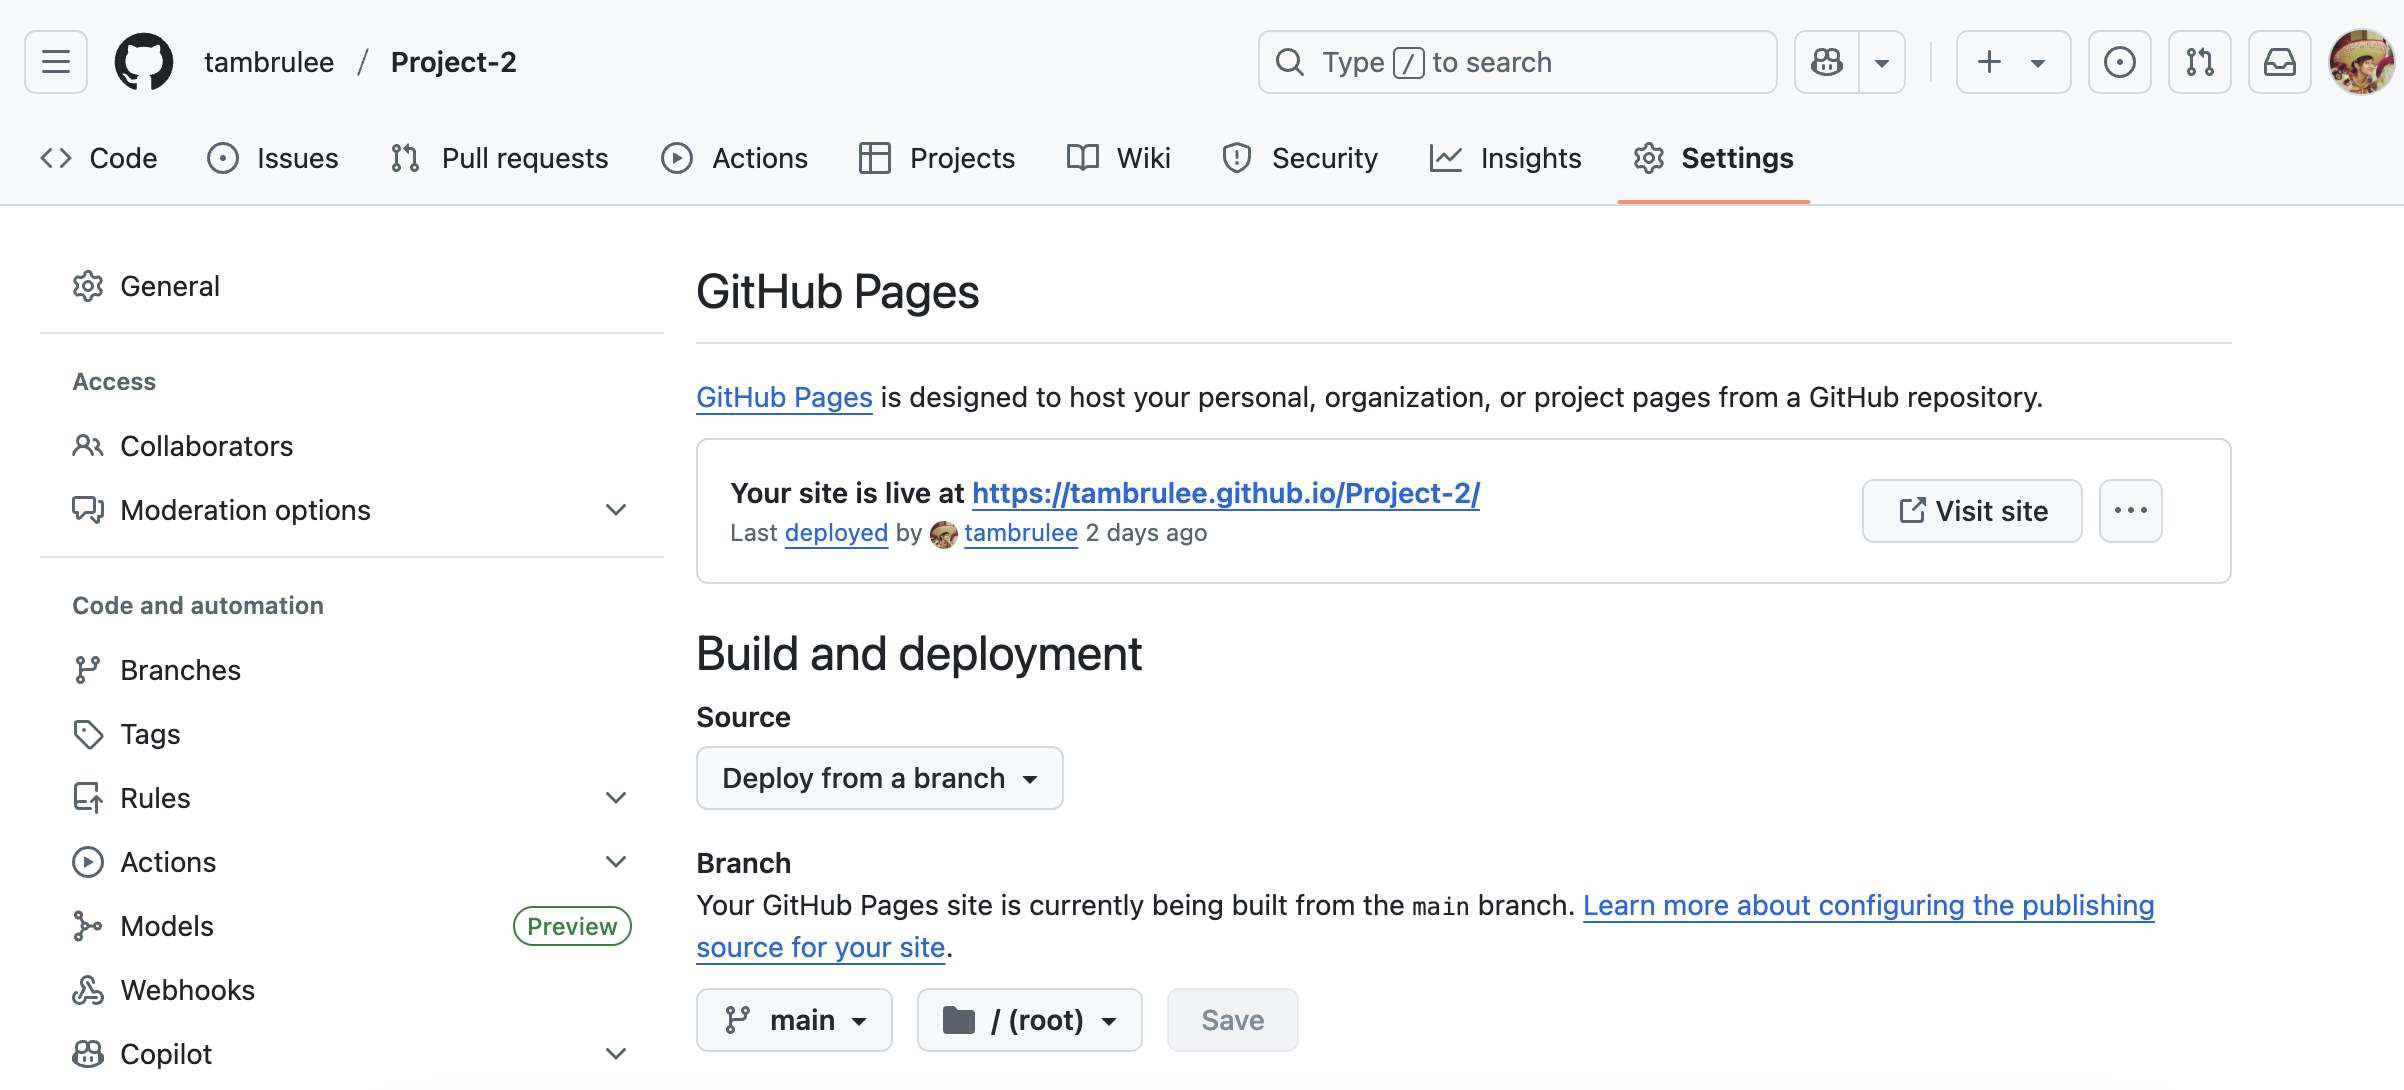 tambrulee / Project-2
Type / to search
Code
Issues
Pull requests
Actions
Projects
Wiki
Security
Insights
Settings
General
Access
Collaborators
Moderation options
Code and automation
Branches
Tags
Rules
Actions
Models
Preview
Webhooks
Copilot
GitHub Pages
GitHub Pages is designed to host your personal, organization, or project pages from a GitHub repository.
Your site is live at https://tambrulee.github.io/Project-2/
Last deployed by tambrulee 2 days ago
Visit site
Build and deployment
Source
Deploy from a branch
Branch
Your GitHub Pages site is currently being built from the main branch. Learn more about configuring the publishing
source for your site.
main
/ (root)
Save